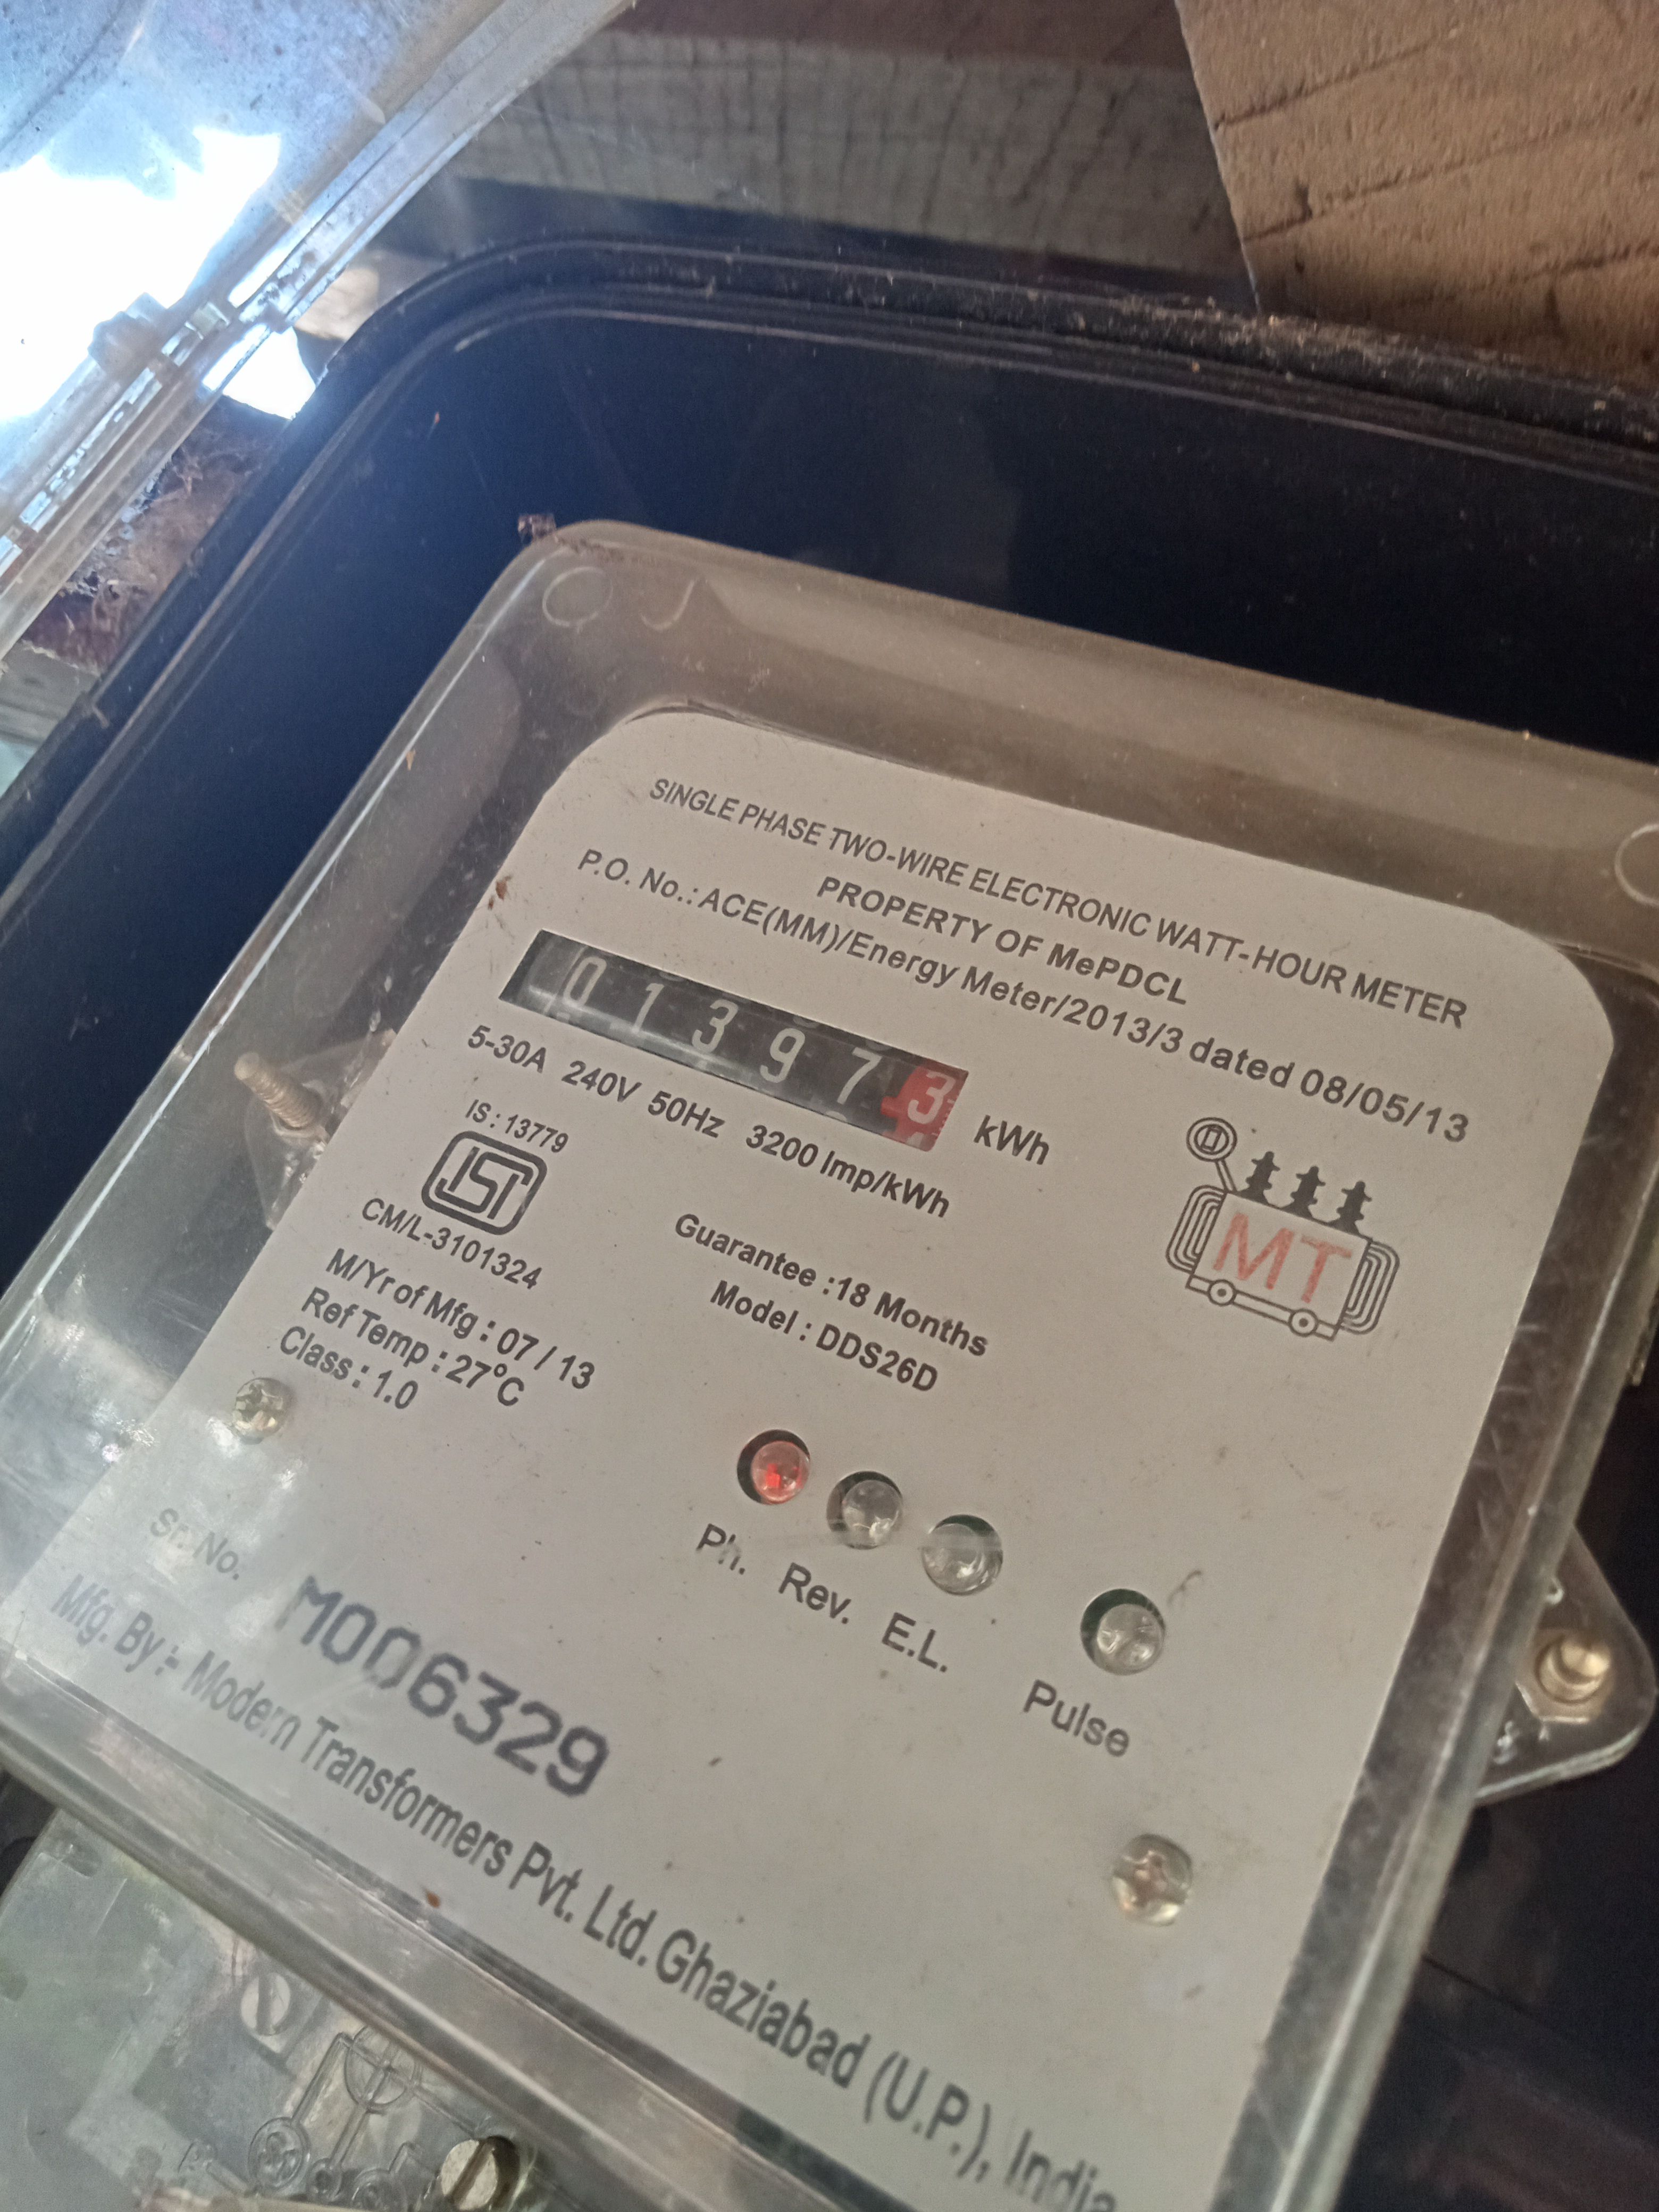 SINGLE PHASE TWO-WIRE ELECTRONIC WATT-HOUR METER
PROPERTY OF MePDCL
P.O. No.: ACE(MM)/Energy Meter/2013/3 dated 08/05/13
013973 kWh
5-30A 240V 50Hz 3200 Imp/kWh
IS : 13779
ISI
CM/L-3101324
MT
Guarantee :18 Months
Model : DDS26D
M/Yr of Mfg : 07 / 13
Ref Temp : 27°C
Class : 1.0
Ph. Rev. E.L. Pulse
Sr. No. M006329
Mfg. By :- Modern Transformers Pvt. Ltd. Ghaziabad (U.P.), India